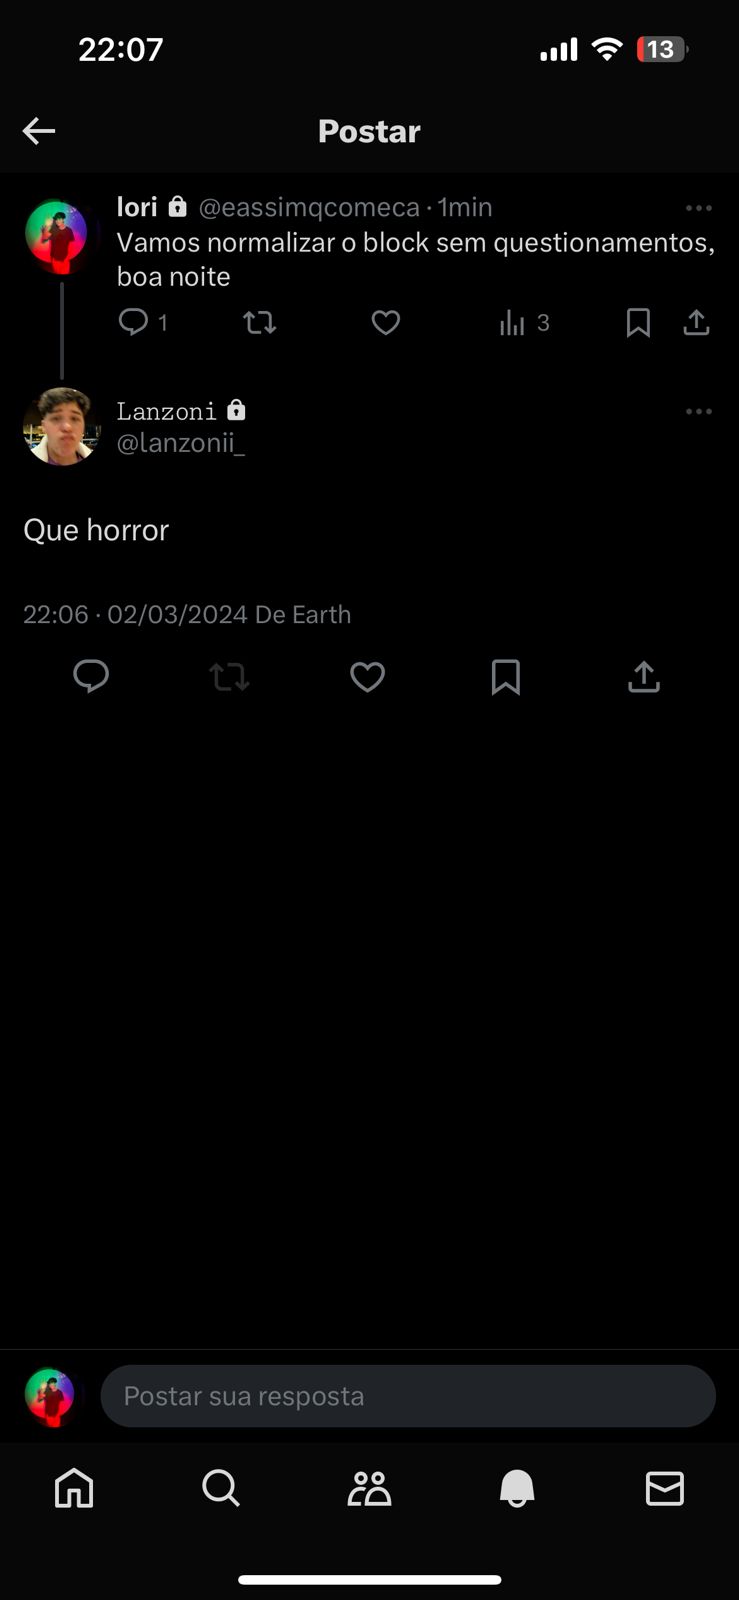 22:07
13
Postar
lori @eassimqcomeca · 1min
Vamos normalizar o block sem questionamentos,
boa noite
1
3
Lanzoni
@lanzonii_
Que horror
22:06 · 02/03/2024 De Earth
Postar sua resposta